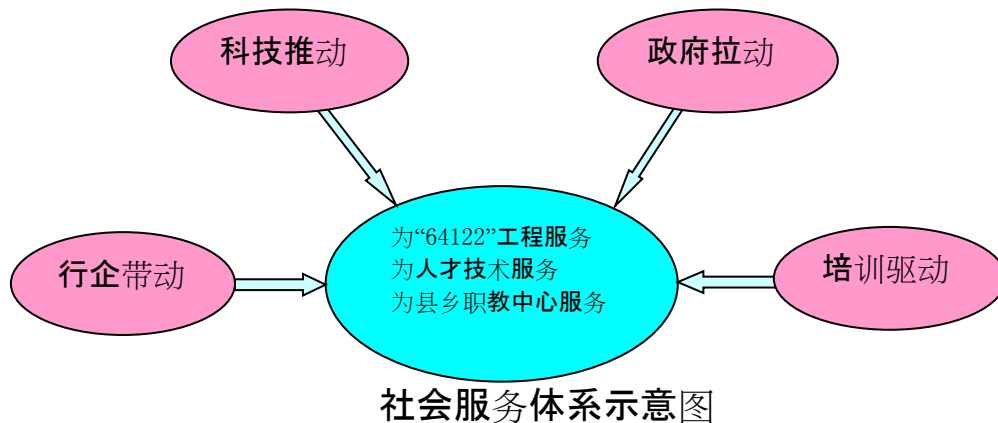 科技推动
政府拉动
为“64122”工程服务
为人才技术服务
为县乡职教中心服务
行企带动
培训驱动
社会服务体系示意图